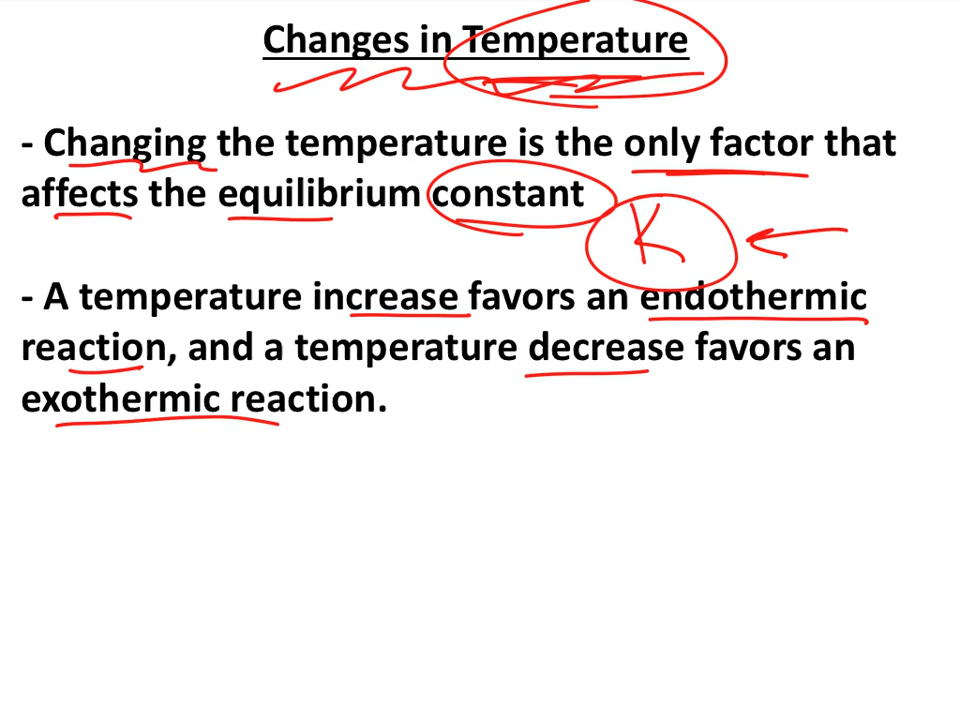 Changes in Temperature
- Changing the temperature is the only factor that
affects the equilibrium constant
K
- A temperature increase favors an endothermic
reaction, and a temperature decrease favors an
exothermic reaction.